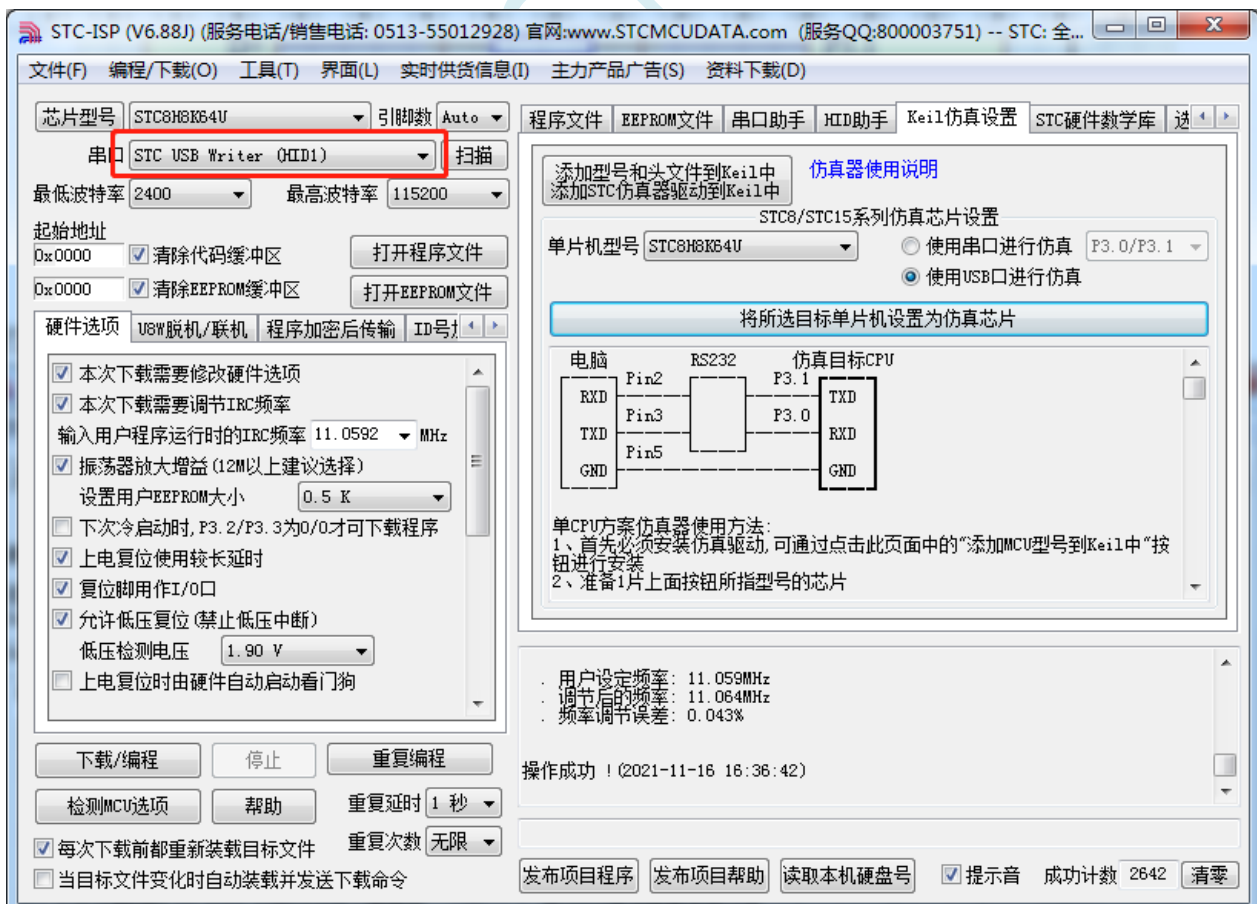 STC-ISP (V6.88J) (服务电话/销售电话: 0513-55012928) 官网:www.STCMCUDATA.com (服务QQ:800003751) -- STC: 全...
文件(F) 编程/下载(O) 工具(T) 界面(L) 实时供货信息(I) 主力产品广告(S) 资料下载(D)
芯片型号 STC8H8K64U 引脚数 Auto
串口 STC USB Writer (HID1) 扫描
最低波特率 2400 最高波特率 115200
起始地址
0x0000 清除代码缓冲区 打开程序文件
0x0000 清除EEPROM缓冲区 打开EEPROM文件
硬件选项 U8W脱机/联机 程序加密后传输 ID号
本次下载需要修改硬件选项
本次下载需要调节IRC频率
输入用户程序运行时的IRC频率 11.0592 MHz
振荡器放大增益(12M以上建议选择)
设置用户EEPROM大小 0.5 K
下次冷启动时,P3.2/P3.3为0/0才可下载程序
上电复位使用较长延时
复位脚用作I/O口
允许低压复位(禁止低压中断)
低压检测电压 1.90 V
上电复位时由硬件自动启动看门狗
下载/编程 停止 重复编程
检测MCU选项 帮助 重复延时 1 秒
每次下载前都重新装载目标文件 重复次数 无限
当目标文件变化时自动装载并发送下载命令
程序文件 EEPROM文件 串口助手 HID助手 Keil仿真设置 STC硬件数学库 选
添加型号和头文件到Keil中 仿真器使用说明
添加STC仿真器驱动到Keil中
STC8/STC15系列仿真芯片设置
单片机型号 STC8H8K64U 使用串口进行仿真 P3.0/P3.1
使用USB口进行仿真
将所选目标单片机设置为仿真芯片
电脑 RS232 仿真目标CPU
RXD Pin2 P3.1 TXD
TXD Pin3 P3.0 RXD
GND Pin5 GND
单CPU方案仿真器使用方法:
1、首先必须安装仿真驱动,可通过点击此页面中的"添加MCU型号到Keil中"按
钮进行安装
2、准备1片上面按钮所指型号的芯片
. 用户设定频率: 11.059MHz
. 调节后的频率: 11.064MHz
. 频率调节误差: 0.043%
操作成功 !(2021-11-16 16:36:42)
发布项目程序 发布项目帮助 读取本机硬盘号 提示音 成功计数 2642 清零